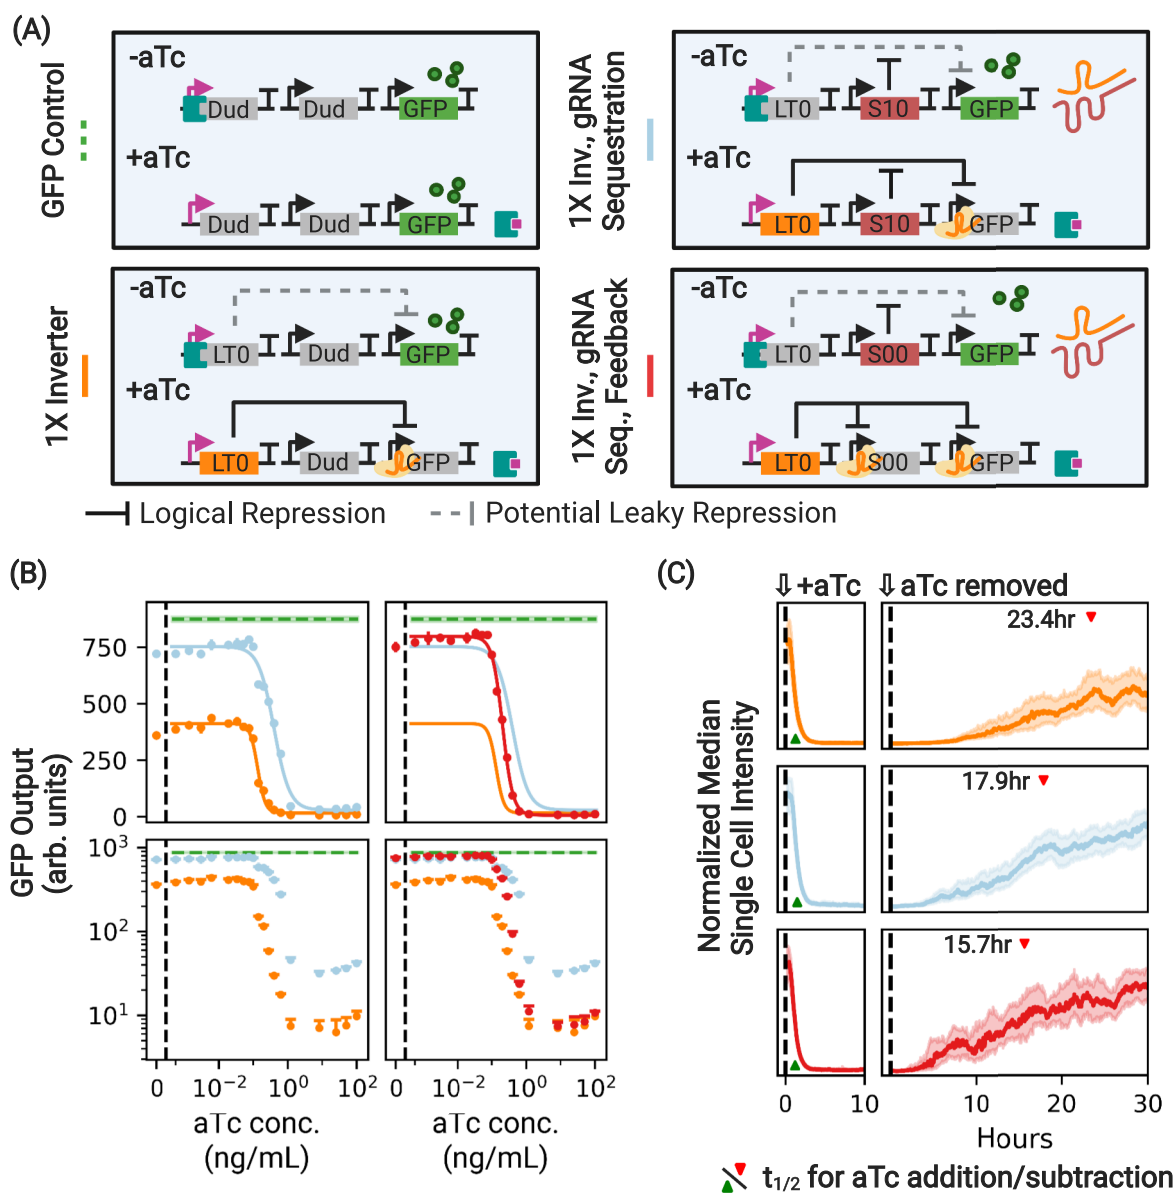 (A)
GFP Control
-aTc
Dud Dud GFP
+aTc
Dud Dud GFP
1X Inv., gRNA
Sequestration
-aTc
LT0 S10 GFP
+aTc
LT0 S10 GFP
1X Inverter
-aTc
LT0 Dud GFP
+aTc
LT0 Dud GFP
1X Inv., gRNA
Seq., Feedback
-aTc
LT0 S00 GFP
+aTc
LT0 S00 GFP
Logical Repression Potential Leaky Repression
(B)
GFP Output
(arb. units)
750
500
250
0
10³
10²
10¹
0 10⁻² 10⁰ 10²
0 10⁻² 10⁰ 10²
aTc conc.
(ng/mL)
aTc conc.
(ng/mL)
(C)
⇩ +aTc ⇩ aTc removed
Normalized Median
Single Cell Intensity
23.4hr
17.9hr
15.7hr
0 10 10 20 30
Hours
t1/2 for aTc addition/subtraction